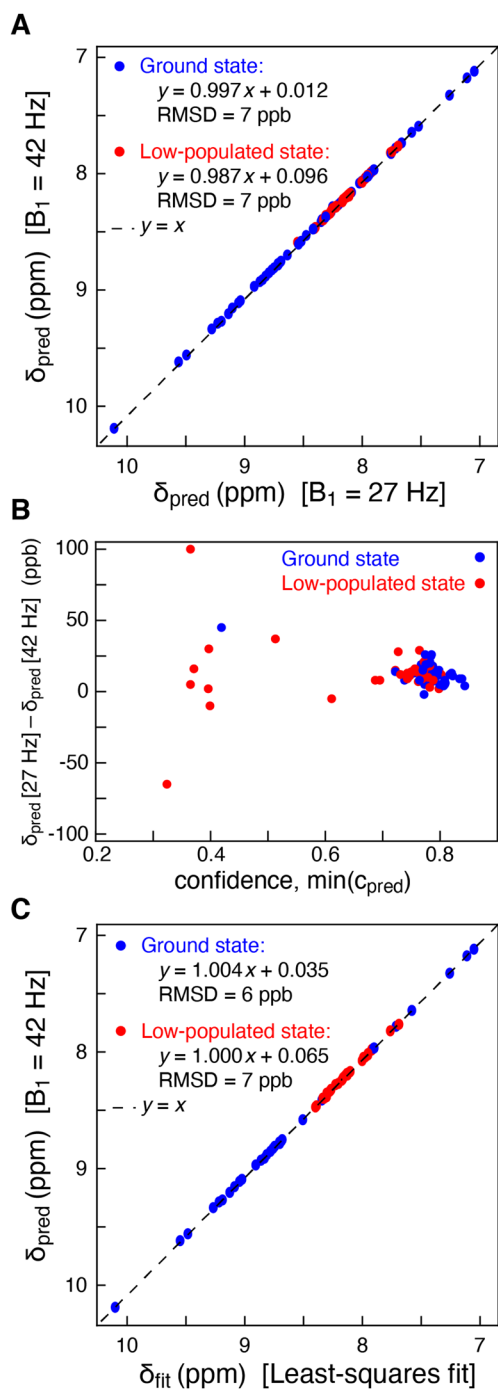 A
7
8
9
10
δpred (ppm) [B1 = 42 Hz]
Ground state:
y = 0.997 x + 0.012
RMSD = 7 ppb
Low-populated state:
y = 0.987 x + 0.096
RMSD = 7 ppb
y = x
10 9 8 7
δpred (ppm) [B1 = 27 Hz]
B
100
50
0
-50
-100
δpred [27 Hz] – δpred [42 Hz] (ppb)
Ground state
Low-populated state
0.2 0.4 0.6 0.8
confidence, min(cpred)
C
7
8
9
10
δpred (ppm) [B1 = 42 Hz]
Ground state:
y = 1.004 x + 0.035
RMSD = 6 ppb
Low-populated state:
y = 1.000 x + 0.065
RMSD = 7 ppb
y = x
10 9 8 7
δfit (ppm) [Least-squares fit]